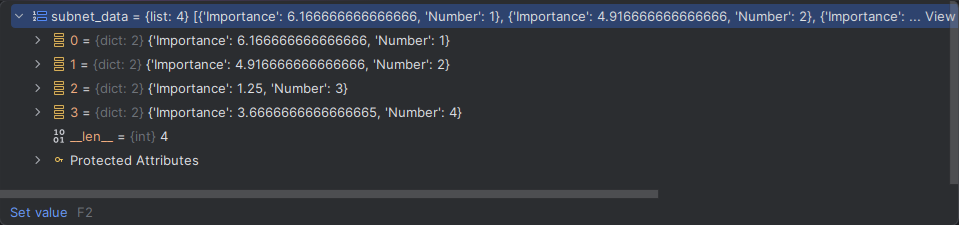 subnet_data = {list: 4} [{'Importance': 6.166666666666666, 'Number': 1}, {'Importance': 4.916666666666666, 'Number': 2}, {'Importance': ... View
0 = {dict: 2} {'Importance': 6.166666666666666, 'Number': 1}
1 = {dict: 2} {'Importance': 4.916666666666666, 'Number': 2}
2 = {dict: 2} {'Importance': 1.25, 'Number': 3}
3 = {dict: 2} {'Importance': 3.6666666666666665, 'Number': 4}
10 01 __len__ = {int} 4
Protected Attributes
Set value F2